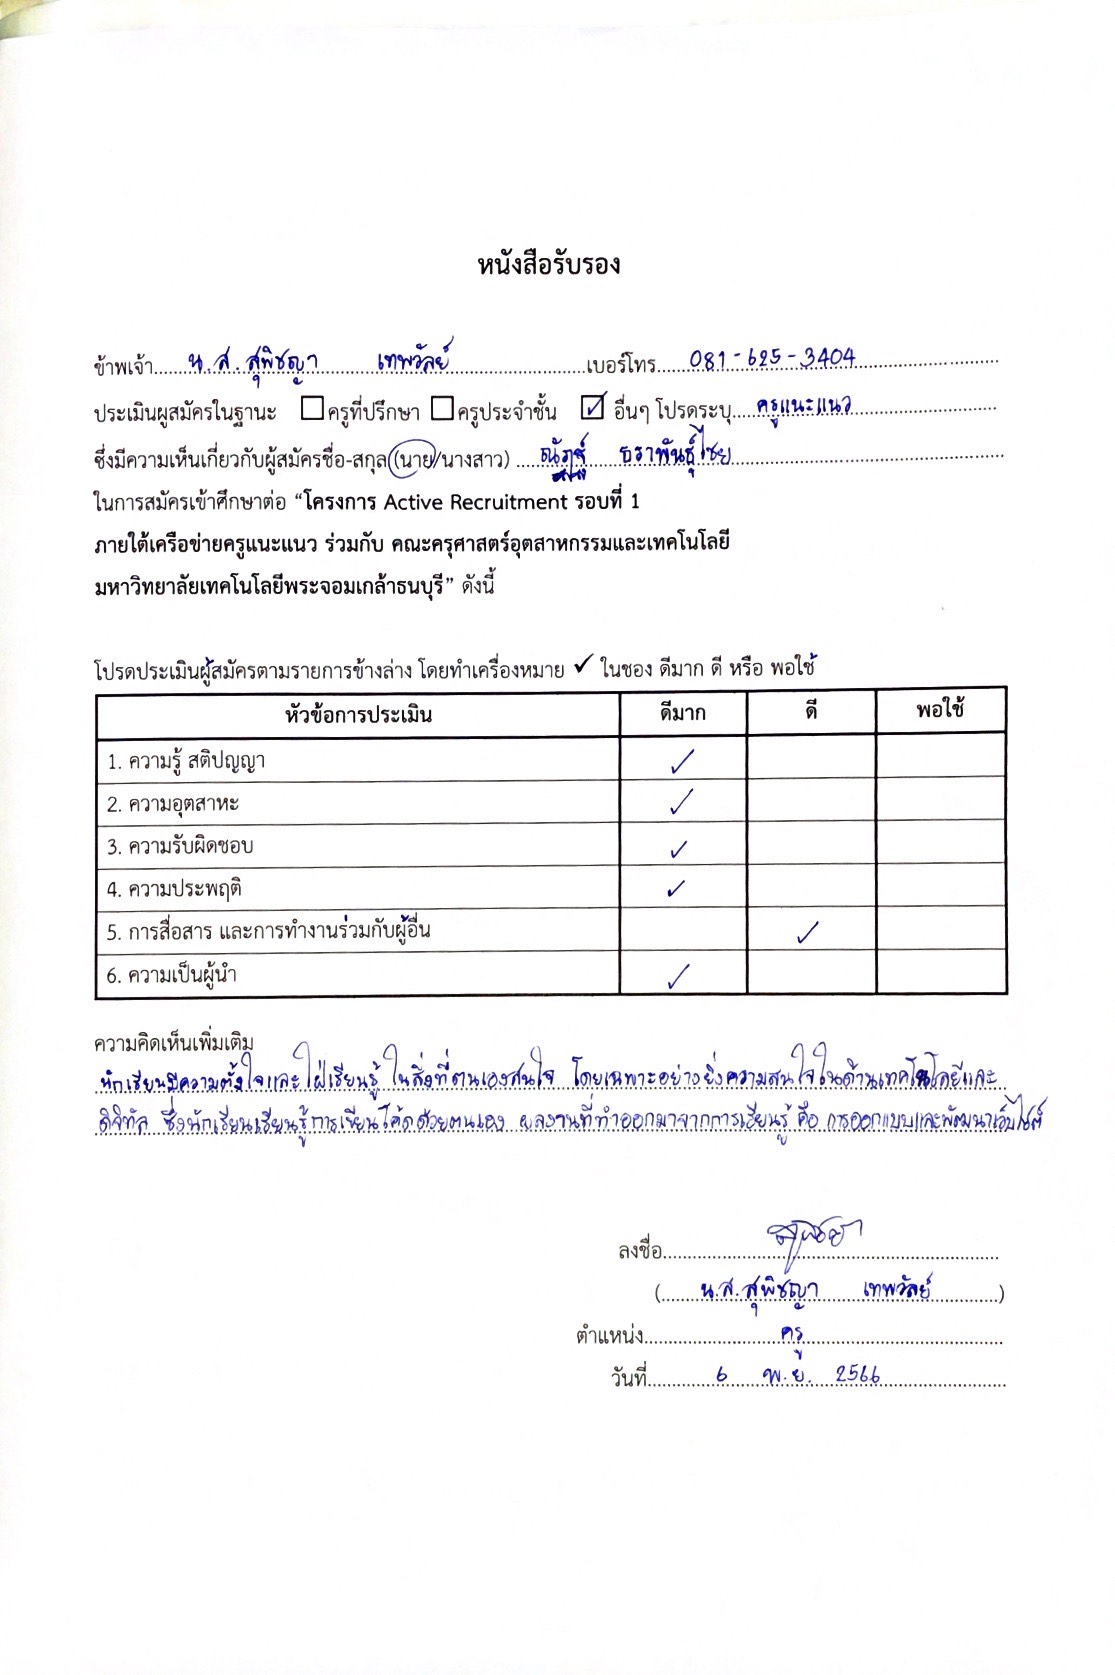 หนังสือรับรอง
ข้าพเจ้า น.ส. สุพิชญา เทพวัลย์ เบอร์โทร 081-625-3404
ประเมินผู้สมัครในฐานะ ☐ ครูที่ปรึกษา ☐ ครูประจำชั้น ☑ อื่นๆ โปรดระบุ ครูแนะแนว
ซึ่งมีความเห็นเกี่ยวกับผู้สมัครชื่อ-สกุล (นาย/นางสาว) ธราพันธุ์ไชย
ในการสมัครเข้าศึกษาต่อ “โครงการ Active Recruitment รอบที่ 1
ภายใต้เครือข่ายครูแนะแนว ร่วมกับ คณะครุศาสตร์อุตสาหกรรมและเทคโนโลยี
มหาวิทยาลัยเทคโนโลยีพระจอมเกล้าธนบุรี” ดังนี้
โปรดประเมินผู้สมัครตามรายการข้างล่าง โดยทำเครื่องหมาย ✓ ในช่อง ดีมาก ดี หรือ พอใช้
หัวข้อการประเมิน ดีมาก ดี พอใช้
1. ความรู้ สติปัญญา ✓
2. ความอุตสาหะ ✓
3. ความรับผิดชอบ ✓
4. ความประพฤติ ✓
5. การสื่อสาร และการทำงานร่วมกับผู้อื่น ✓
6. ความเป็นผู้นำ ✓
ความคิดเห็นเพิ่มเติม
นักเรียนมีความตั้งใจและใฝ่เรียนรู้ ในสิ่งที่ตนเองสนใจ โดยเฉพาะอย่างยิ่งความสนใจในด้านเทคโนโลยีและ
ดิจิทัล ซึ่งนักเรียนเรียนรู้การเขียนโค้ดด้วยตนเอง ผลงานที่ทำออกมาจากการเรียนรู้ คือ การออกแบบและพัฒนาเว็บไซต์
ลงชื่อ สุพิชญา
( น.ส. สุพิชญา เทพวัลย์ )
ตำแหน่ง ครู
วันที่ 6 พ.ย. 2566